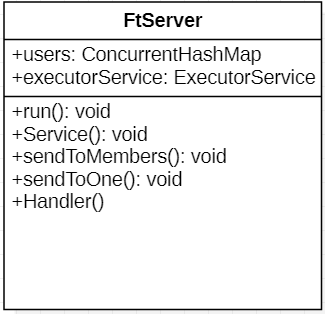 FtServer
+users: ConcurrentHashMap
+executorService: ExecutorService
+run(): void
+Service(): void
+sendToMembers(): void
+sendToOne(): void
+Handler()